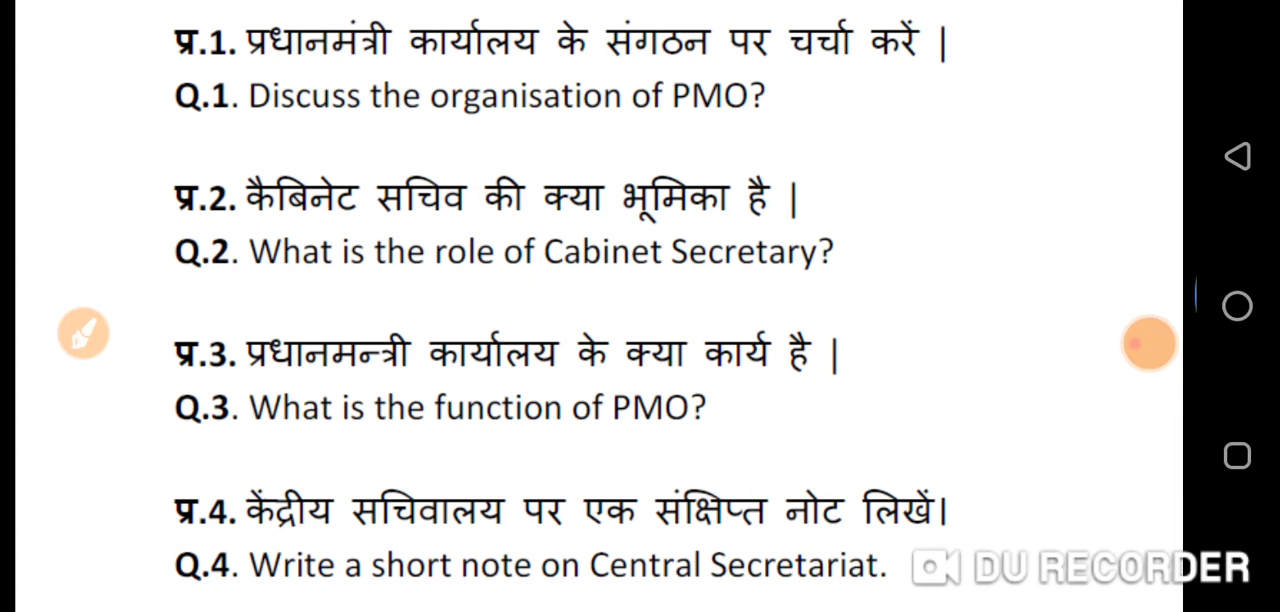 प्र.1. प्रधानमंत्री कार्यालय के संगठन पर चर्चा करें |
Q.1. Discuss the organisation of PMO?
प्र.2. कैबिनेट सचिव की क्या भूमिका है |
Q.2. What is the role of Cabinet Secretary?
प्र.3. प्रधानमन्त्री कार्यालय के क्या कार्य है |
Q.3. What is the function of PMO?
प्र.4. केंद्रीय सचिवालय पर एक संक्षिप्त नोट लिखें।
Q.4. Write a short note on Central Secretariat.
DU RECORDER